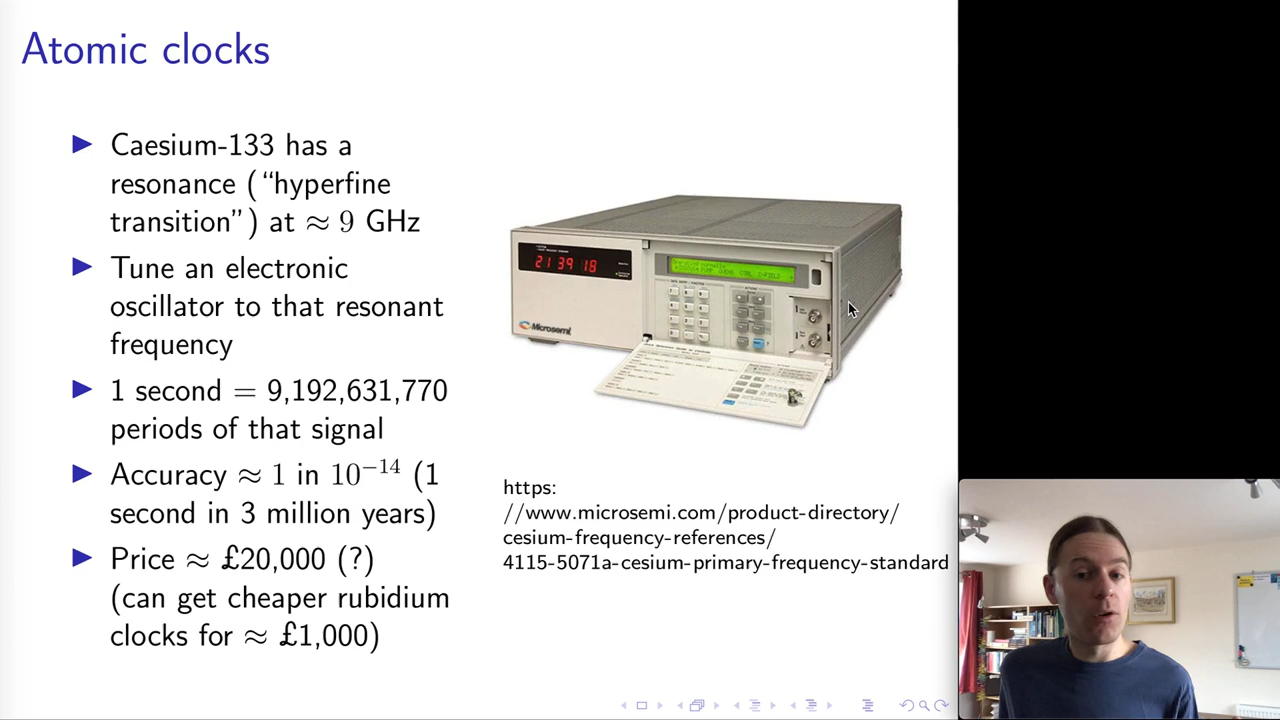 Atomic clocks
▶ Caesium-133 has a
resonance (“hyperfine
transition”) at ≈ 9 GHz
▶ Tune an electronic
oscillator to that resonant
frequency
▶ 1 second = 9,192,631,770
periods of that signal
▶ Accuracy ≈ 1 in 10⁻¹⁴ (1
second in 3 million years)
▶ Price ≈ £20,000 (?)
(can get cheaper rubidium
clocks for ≈ £1,000)
21 39 18
Microsemi
https:
//www.microsemi.com/product-directory/
cesium-frequency-references/
4115-5071a-cesium-primary-frequency-standard